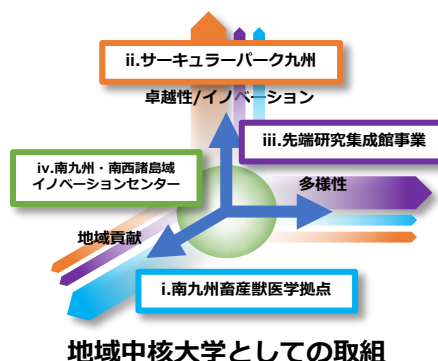 ii.サーキュラーパーク九州
卓越性/イノベーション
iii.先端研究集成館事業
iv.南九州・南西諸島域
イノベーションセンター
多様性
地域貢献
i.南九州畜産獣医学拠点
地域中核大学としての取組